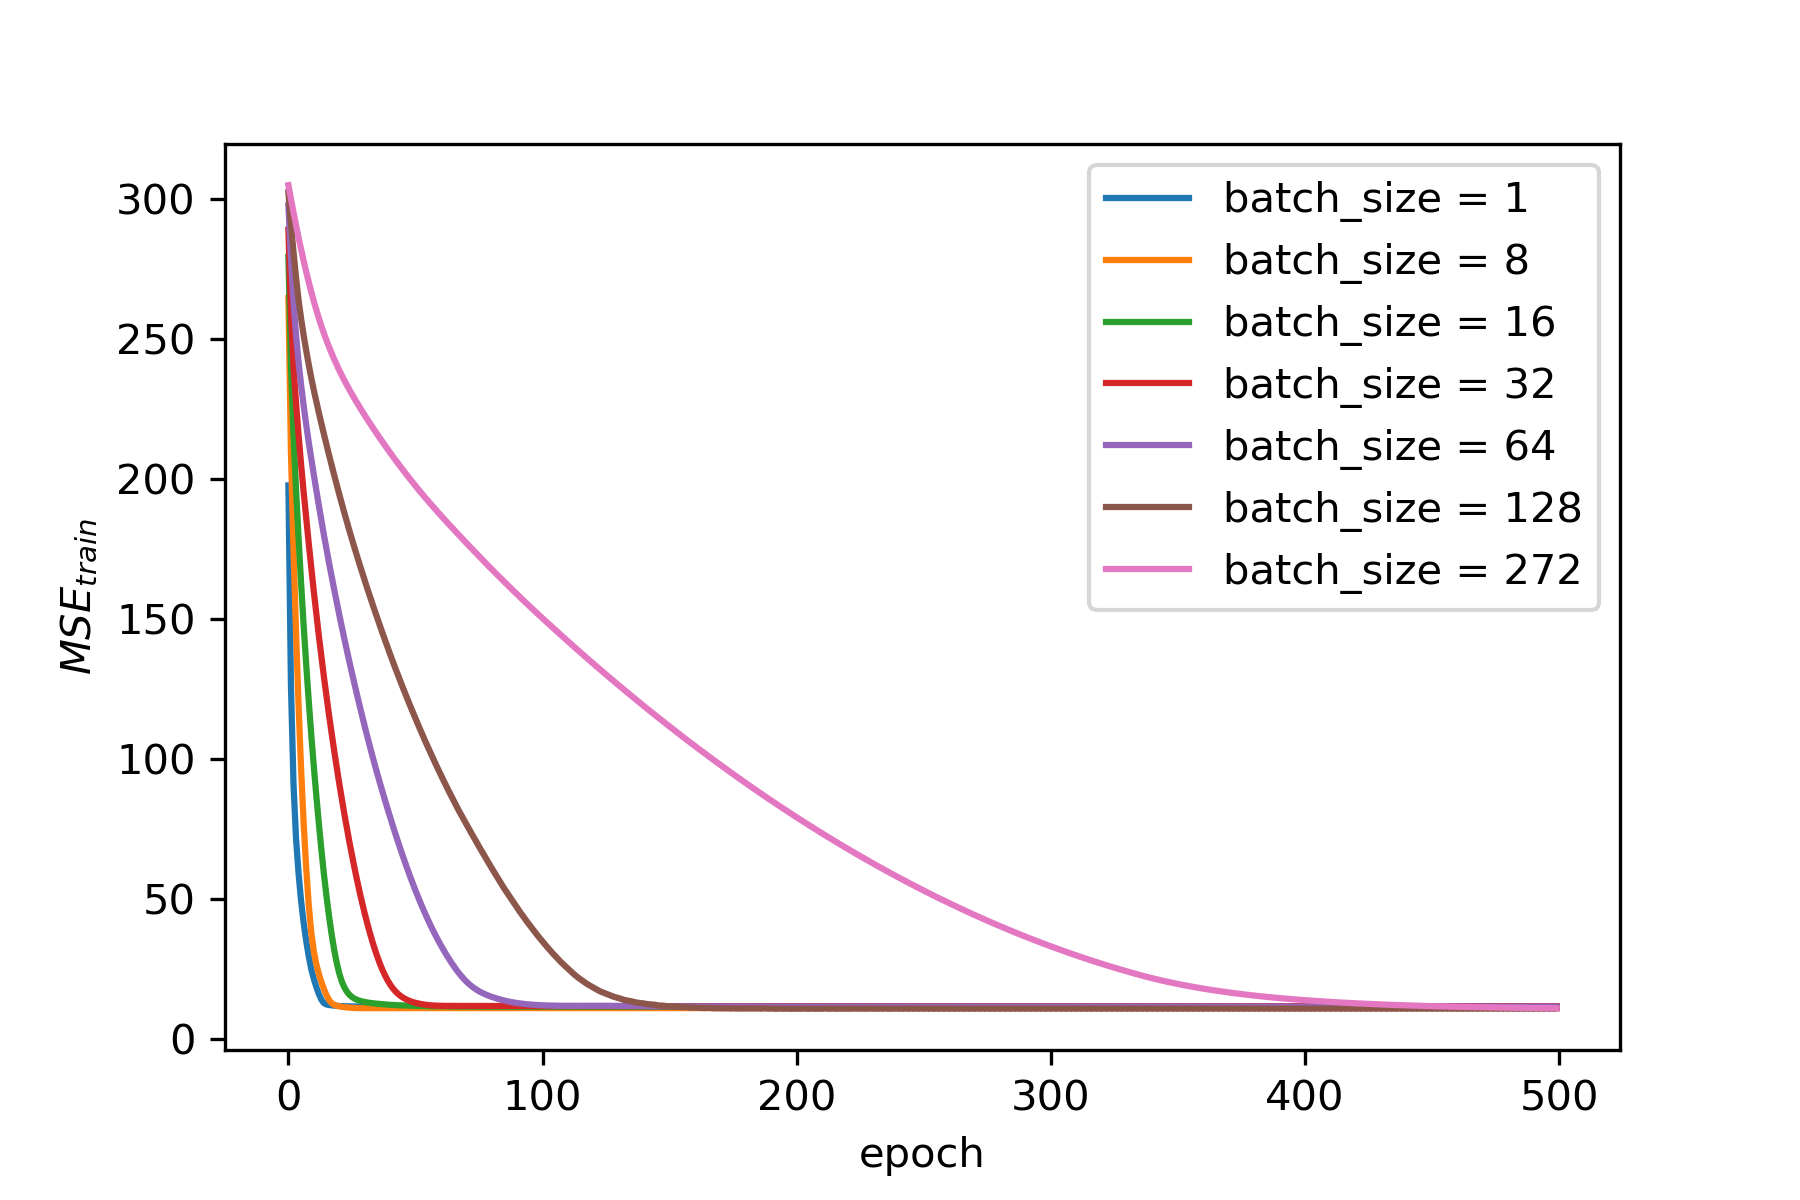 300
250
200
150
100
50
0
MSE_train
0 100 200 300 400 500
epoch
batch_size = 1
batch_size = 8
batch_size = 16
batch_size = 32
batch_size = 64
batch_size = 128
batch_size = 272